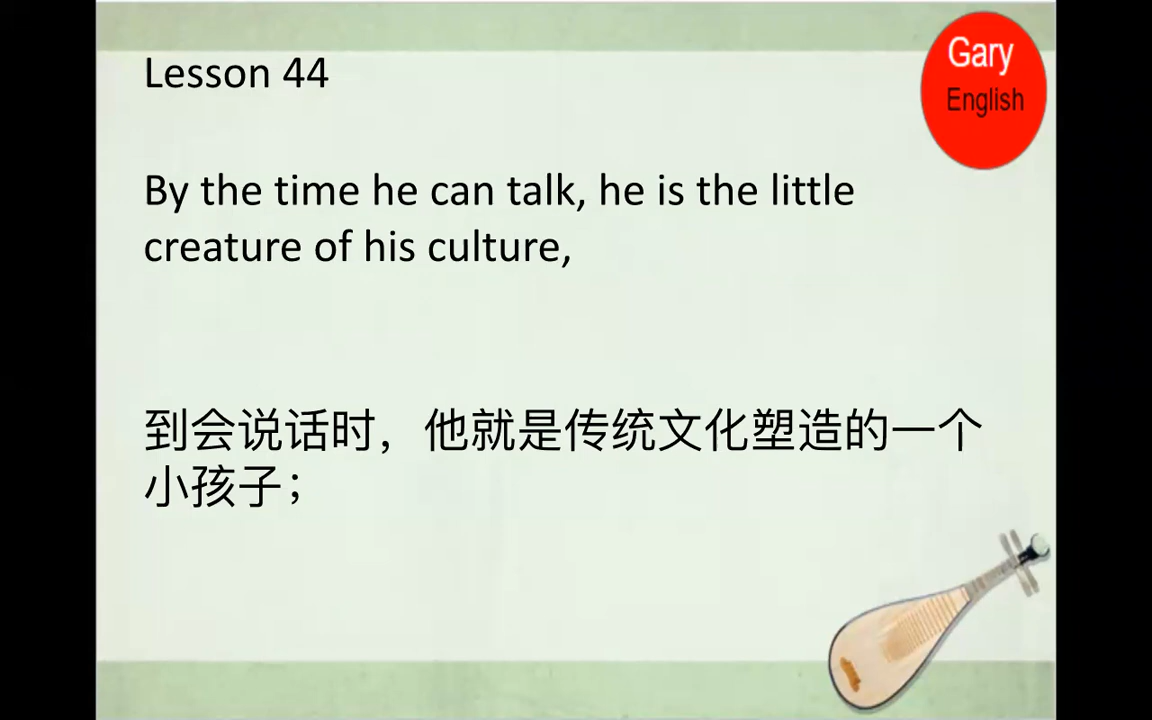 Lesson 44
Gary
English
By the time he can talk, he is the little
creature of his culture,
到会说话时，他就是传统文化塑造的一个
小孩子；